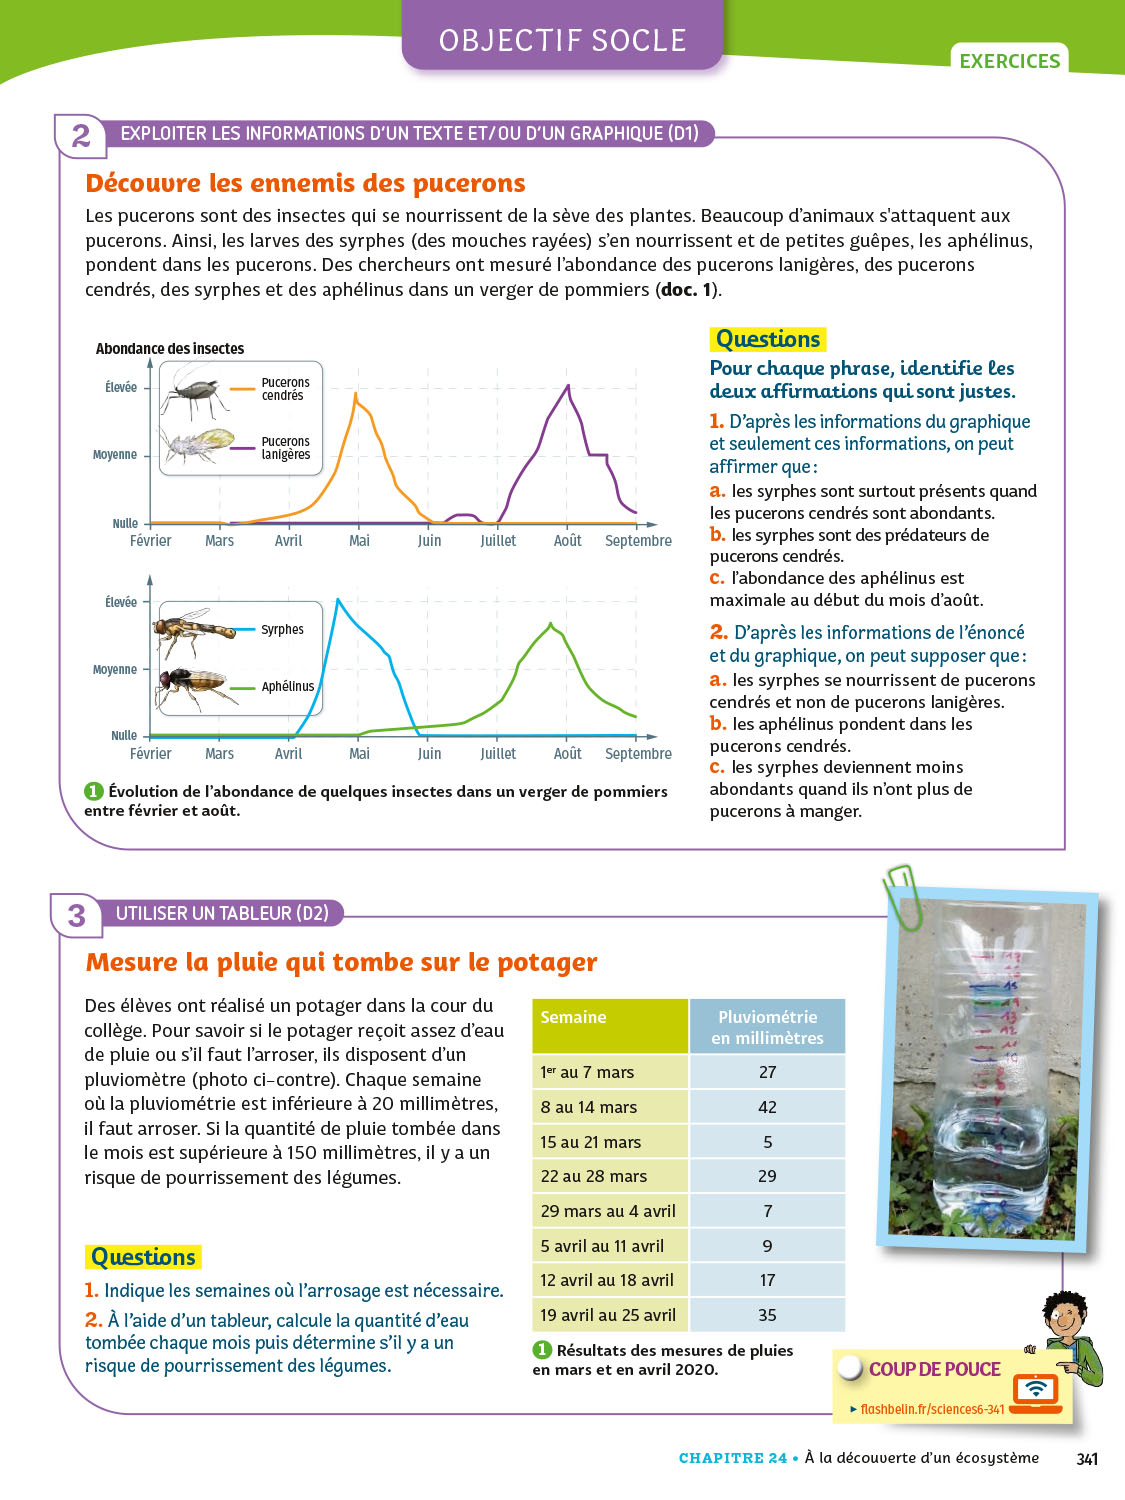 OBJECTIF SOCLE
EXERCICES
2 EXPLOITER LES INFORMATIONS D’UN TEXTE ET/OU D’UN GRAPHIQUE (D1)
Découvre les ennemis des pucerons
Les pucerons sont des insectes qui se nourrissent de la sève des plantes. Beaucoup d’animaux s'attaquent aux
pucerons. Ainsi, les larves des syrphes (des mouches rayées) s’en nourrissent et de petites guêpes, les aphélinus,
pondent dans les pucerons. Des chercheurs ont mesuré l’abondance des pucerons lanigères, des pucerons
cendrés, des syrphes et des aphélinus dans un verger de pommiers (doc. 1).
Abondance des insectes
Élevée
Moyenne
Nulle
Pucerons
cendrés
Pucerons
lanigères
Février Mars Avril Mai Juin Juillet Août Septembre
Élevée
Moyenne
Nulle
Syrphes
Aphélinus
Février Mars Avril Mai Juin Juillet Août Septembre
1 Évolution de l’abondance de quelques insectes dans un verger de pommiers
entre février et août.
Questions
Pour chaque phrase, identifie les
deux affirmations qui sont justes.
1. D’après les informations du graphique
et seulement ces informations, on peut
affirmer que :
a. les syrphes sont surtout présents quand
les pucerons cendrés sont abondants.
b. les syrphes sont des prédateurs de
pucerons cendrés.
c. l’abondance des aphélinus est
maximale au début du mois d’août.
2. D’après les informations de l’énoncé
et du graphique, on peut supposer que :
a. les syrphes se nourrissent de pucerons
cendrés et non de pucerons lanigères.
b. les aphélinus pondent dans les
pucerons cendrés.
c. les syrphes deviennent moins
abondants quand ils n’ont plus de
pucerons à manger.
3 UTILISER UN TABLEUR (D2)
Mesure la pluie qui tombe sur le potager
Des élèves ont réalisé un potager dans la cour du
collège. Pour savoir si le potager reçoit assez d’eau
de pluie ou s’il faut l’arroser, ils disposent d’un
pluviomètre (photo ci-contre). Chaque semaine
où la pluviométrie est inférieure à 20 millimètres,
il faut arroser. Si la quantité de pluie tombée dans
le mois est supérieure à 150 millimètres, il y a un
risque de pourrissement des légumes.
Questions
1. Indique les semaines où l’arrosage est nécessaire.
2. À l’aide d’un tableur, calcule la quantité d’eau
tombée chaque mois puis détermine s’il y a un
risque de pourrissement des légumes.
Semaine Pluviométrie
en millimètres
1er au 7 mars 27
8 au 14 mars 42
15 au 21 mars 5
22 au 28 mars 29
29 mars au 4 avril 7
5 avril au 11 avril 9
12 avril au 18 avril 17
19 avril au 25 avril 35
1 Résultats des mesures de pluies
en mars et en avril 2020.
15
13
12
11
10
COUP DE POUCE
▸ flashbelin.fr/sciences6-341
CHAPITRE 24 • À la découverte d’un écosystème 341